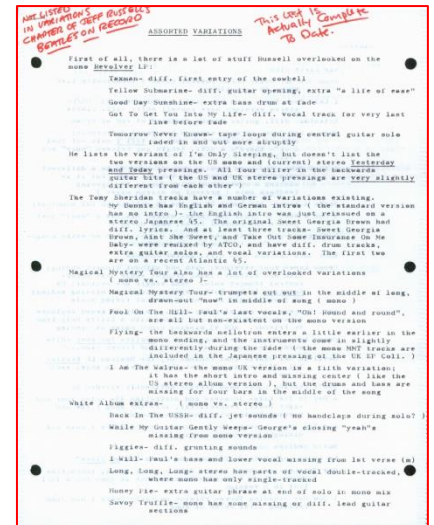 NOT LISTED
IN VARIATIONS
CHAPTER OF JEFF RUSSELL'S
BEATLES ON RECORD
This List is
Actually Complete
To Date.
ASSORTED VARIATIONS
First of all, there is a lot of stuff Russell overlooked on the
mono Revolver LP:
Taxman- diff. first entry of the cowbell
Yellow Submarine- diff. guitar opening, extra "a life of ease"
Good Day Sunshine- extra bass drum at fade
Got To Get You Into My Life- diff. vocal track for very last
line before fade
Tomorrow Never Knows- tape loops during central guitar solo
faded in and out more abruptly
He lists the variation of I'm Only Sleeping, but doesn't list the
two versions on the US mono and (current) stereo Yesterday
and Today pressings. All four differ in the backwards
guitar bits ( the US and UK stereo pressings are very slightly
different from each other )
The Tony Sheridan tracks have a number of variations existing.
My Bonnie has English and German intros ( the standard version
has no intro )- the English intro was just reissued on a
stereo Japanese 45. The original Sweet Georgia Brown had
diff. lyrics. And at least three tracks- Sweet Georgia
Brown, Aint She Sweet, and Take Out Some Insurance On Me
Baby- were remixed by ATCO, and have diff. drum tracks,
extra guitar solos, and vocal variations. The first two
are on a recent Atlantic 45.
Magical Mystery Tour also has a lot of overlooked variations
( mono vs. stereo )-
Magical Mystery Tour- trumpets cut out in the middle of long,
drawn-out "now" in middle of song ( mono )
Fool On The Hill- Paul's last vocals, "Oh! Round and round",
are all but non-existent on the mono version
Flying- the backwards mellotron enters a little earlier in the
mono ending, and the instruments come in slightly
differently during the fade ( the mono MMT tracks are
included in the Japanese pressing of the UK EP Coll. )
I Am The Walrus- the mono UK version is a fifth variation;
it has the short intro and missing center ( like the
US stereo album version ), but the drums and bass are
missing for four bars in the middle of the song
White Album extras- ( mono vs. stereo )
Back In The USSR- diff. jet sounds ( no handclaps during solo? )
While My Guitar Gently Weeps- George's closing "yeah"s
missing from mono version
Piggies- diff. grunting sounds
I Will- Paul's bass and lower vocal missing from 1st verse (m)
Long, Long, Long- stereo has parts of vocal double-tracked,
where mono has only single-tracked
Honey Pie- extra guitar phrase at end of solo in mono mix
Savoy Truffle- mono has some missing or diff. lead guitar
sections